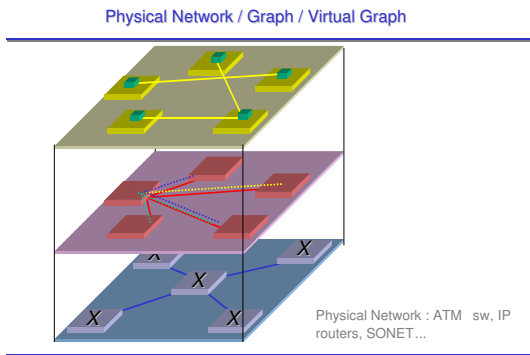 Physical Network / Graph / Virtual Graph
X
X
X
X
X
Physical Network : ATM sw, IP
routers, SONET...